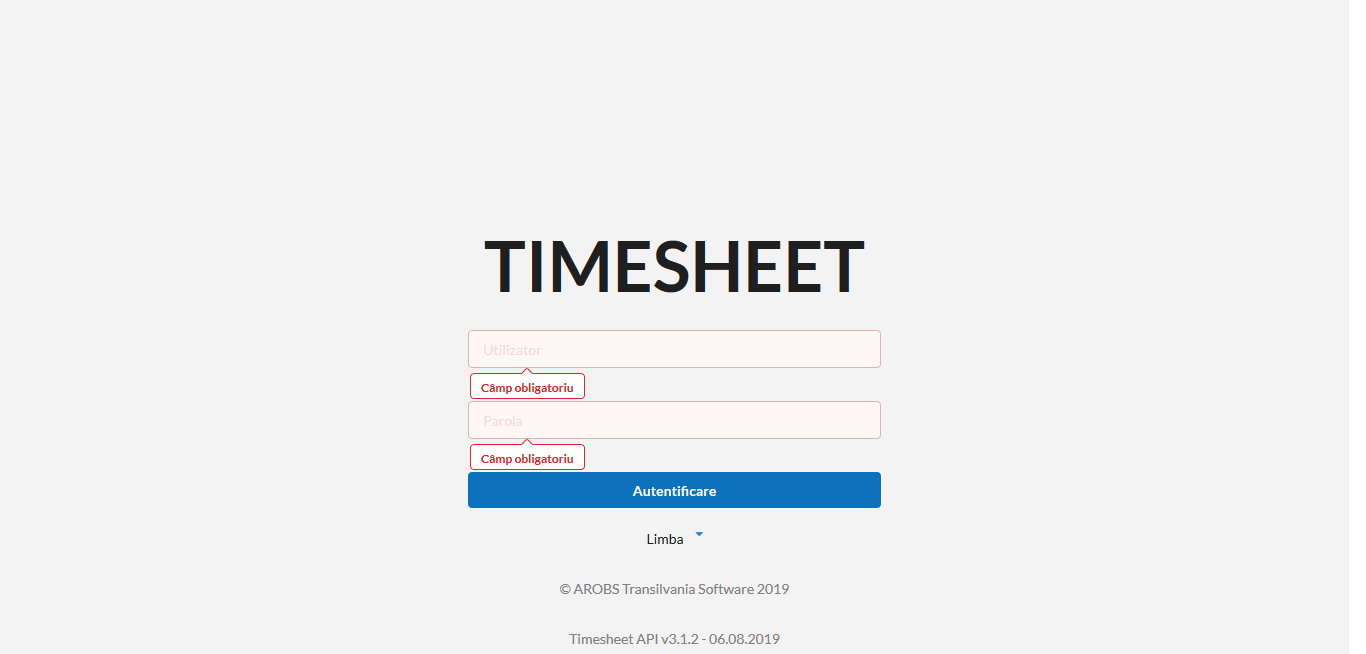 TIMESHEET
Utilizator
Câmp obligatoriu
Parola
Câmp obligatoriu
Autentificare
Limba
© AROBS Transilvania Software 2019
Timesheet API v3.1.2 - 06.08.2019